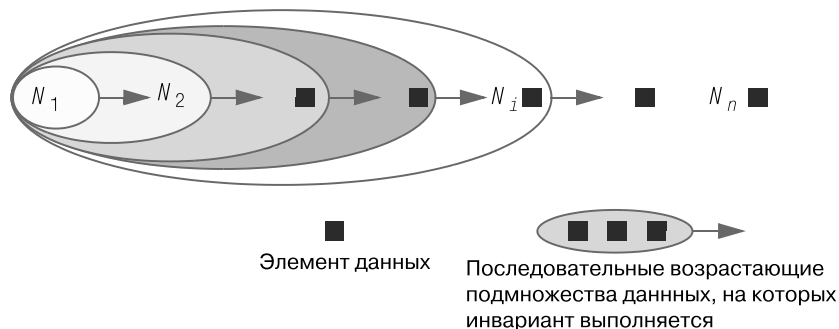 N1 N2 Ni Nn
Элемент данных
Последовательные возрастающие
подмножества даннных, на которых
инвариант выполняется